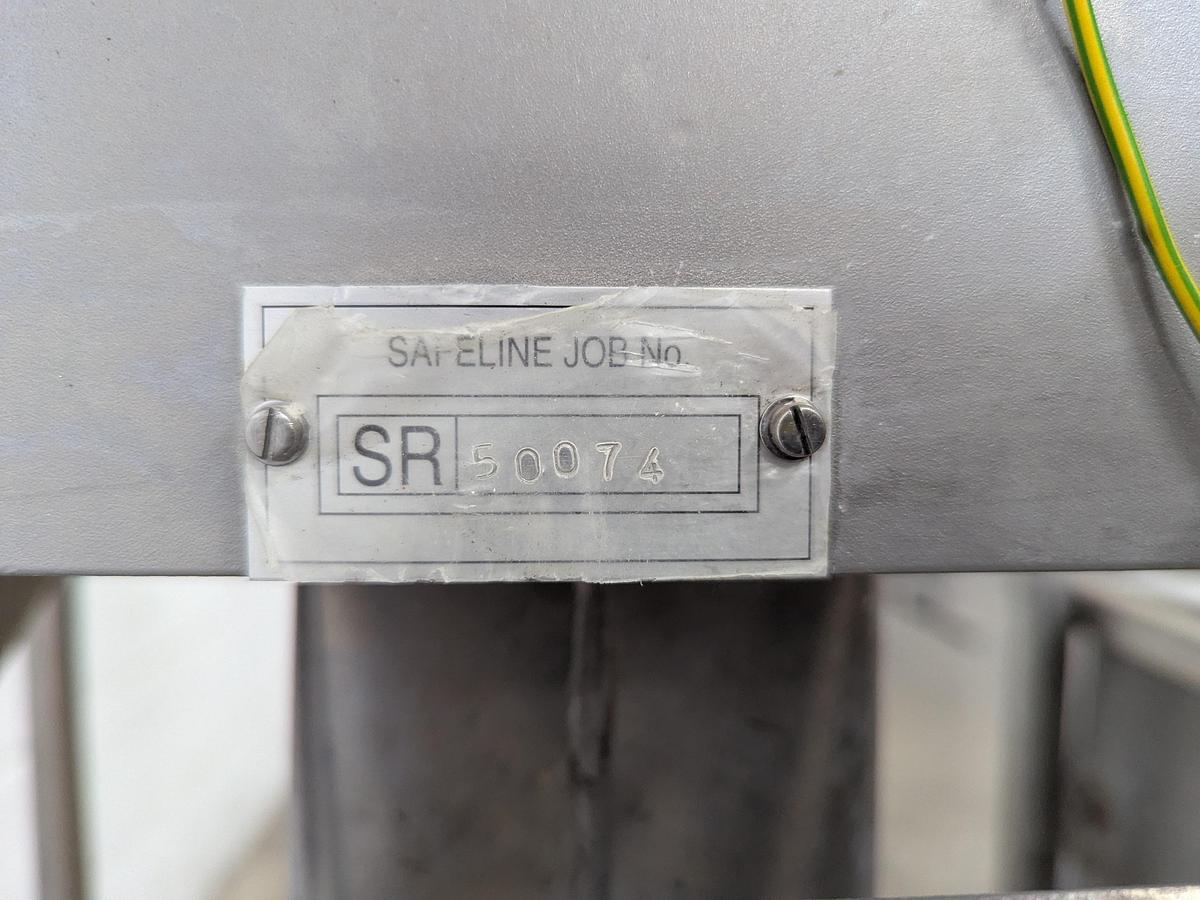 SAFELINE JOB No.
SR 50074